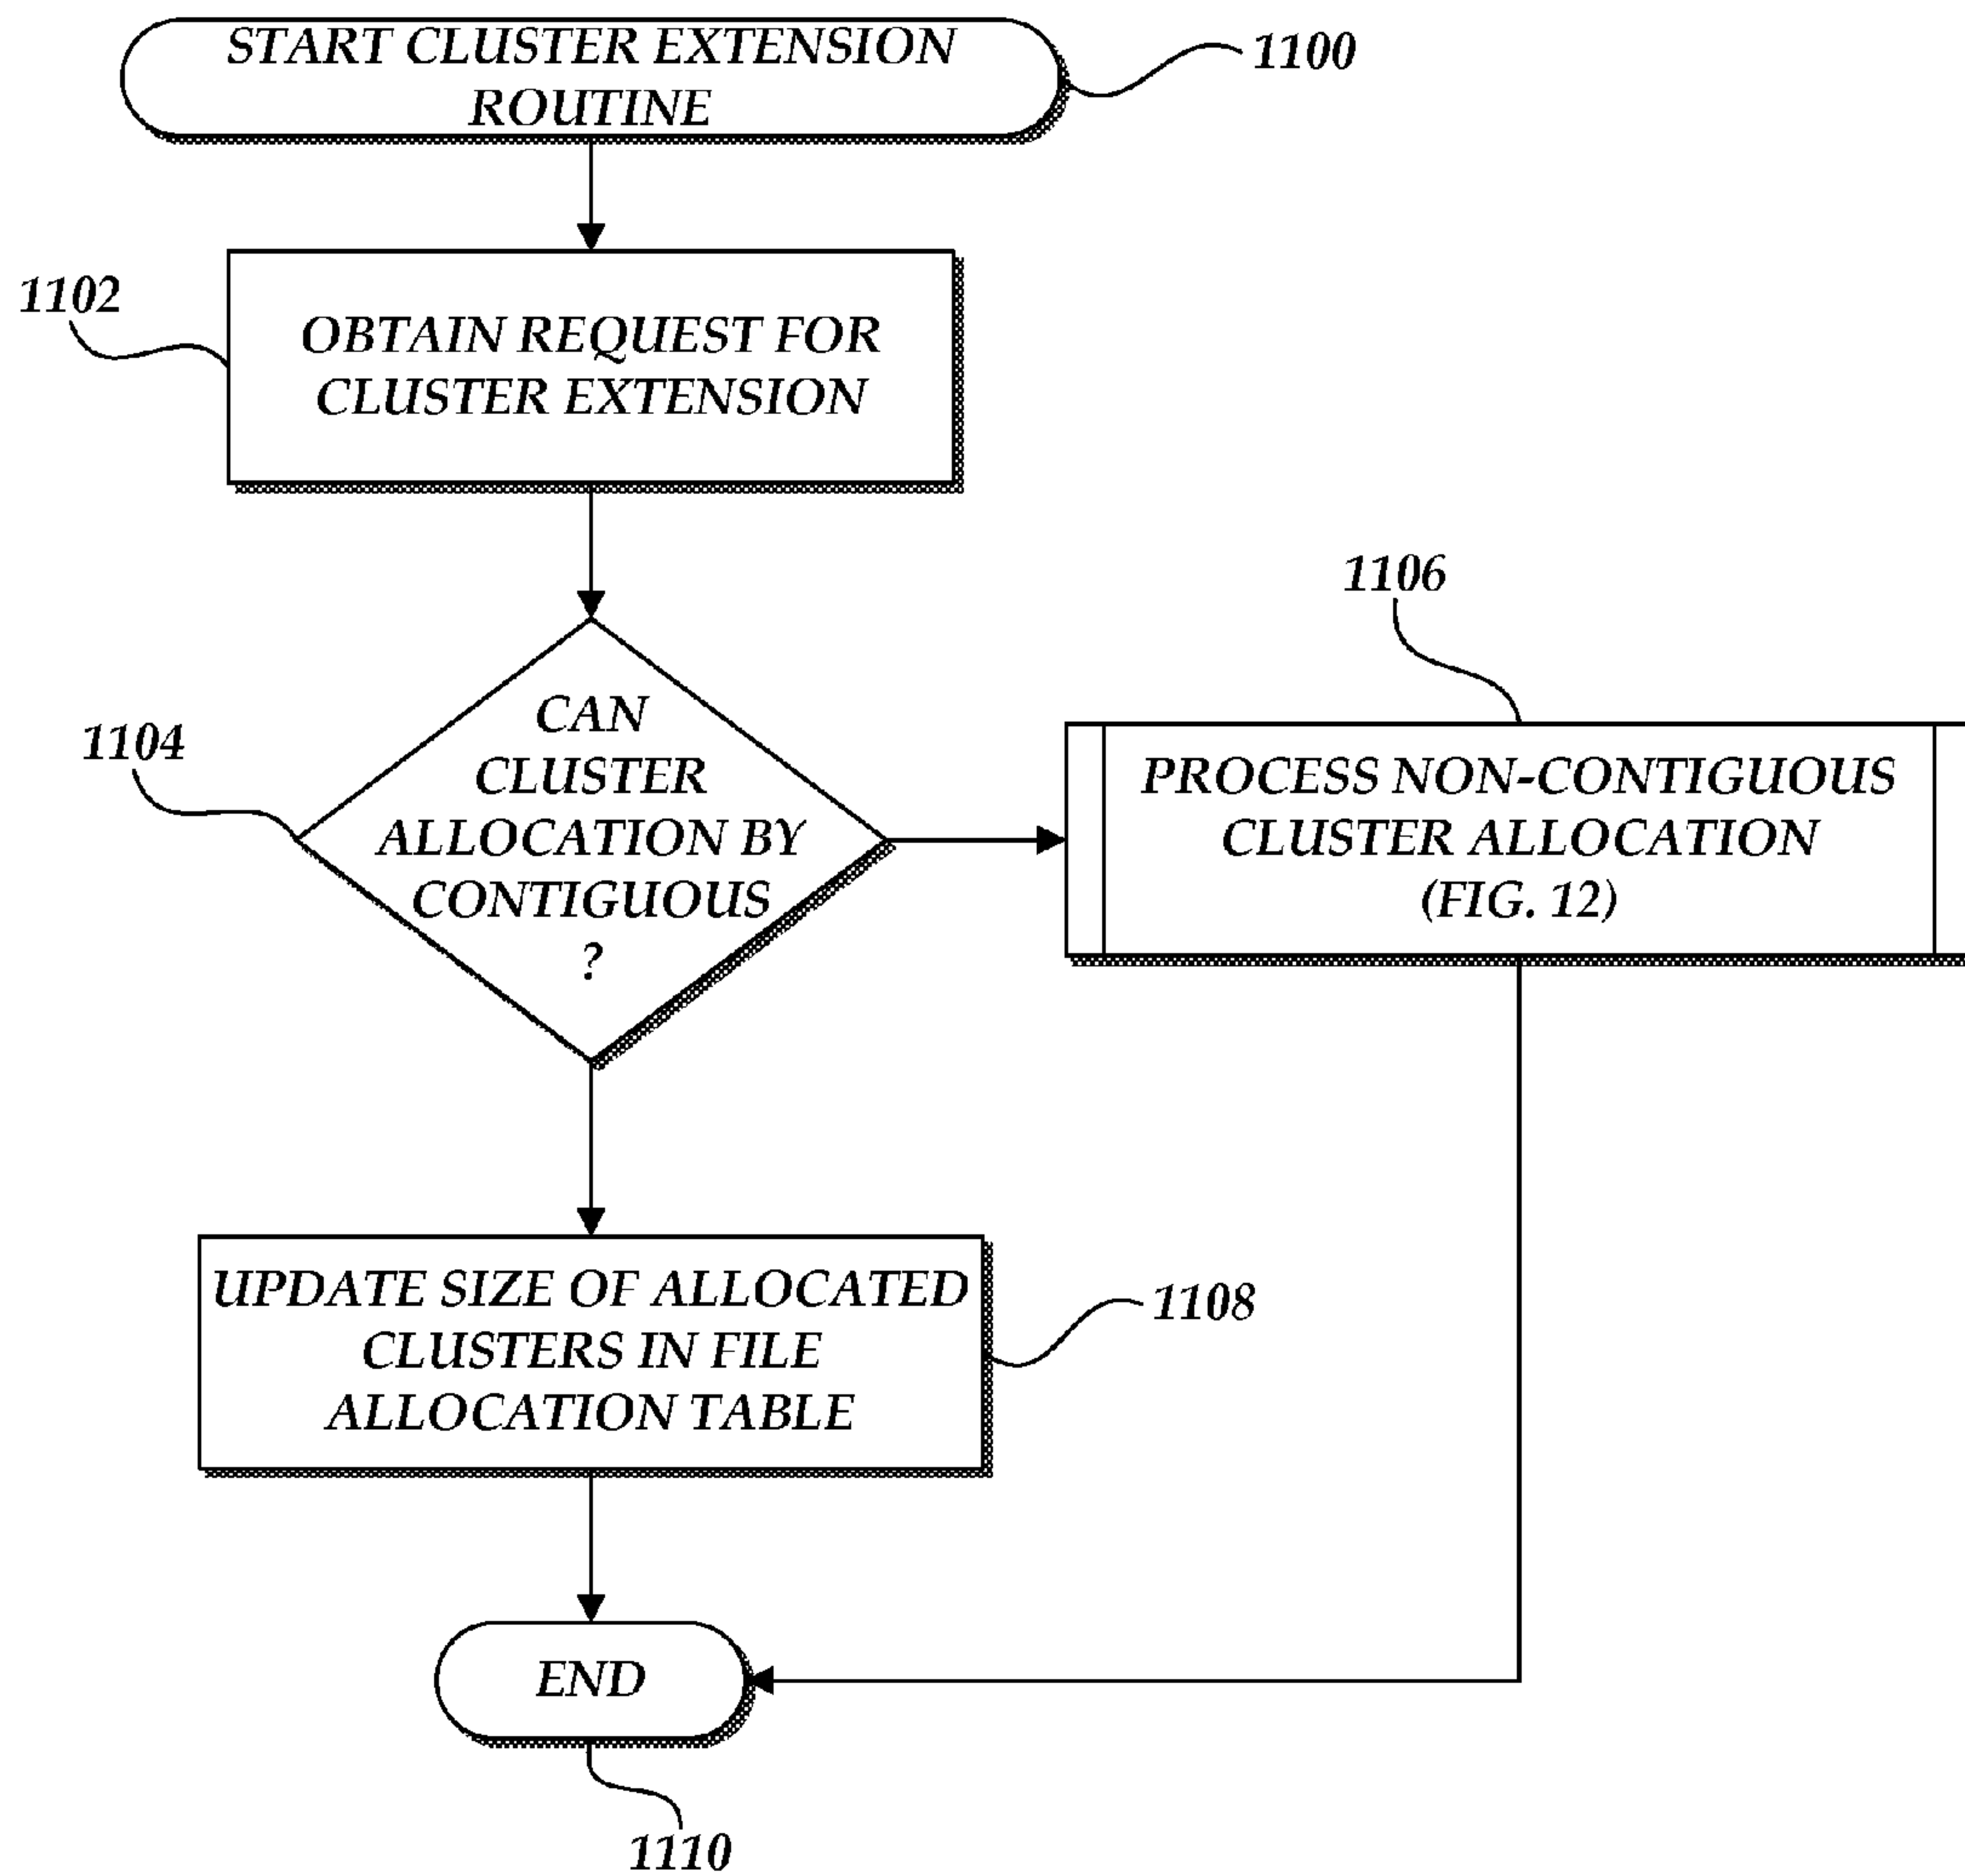 START CLUSTER EXTENSION
ROUTINE
1100
1102
OBTAIN REQUEST FOR
CLUSTER EXTENSION
1104
CAN
CLUSTER
ALLOCATION BY
CONTIGUOUS
?
1106
PROCESS NON-CONTIGUOUS
CLUSTER ALLOCATION
(FIG. 12)
UPDATE SIZE OF ALLOCATED
CLUSTERS IN FILE
ALLOCATION TABLE
1108
END
1110